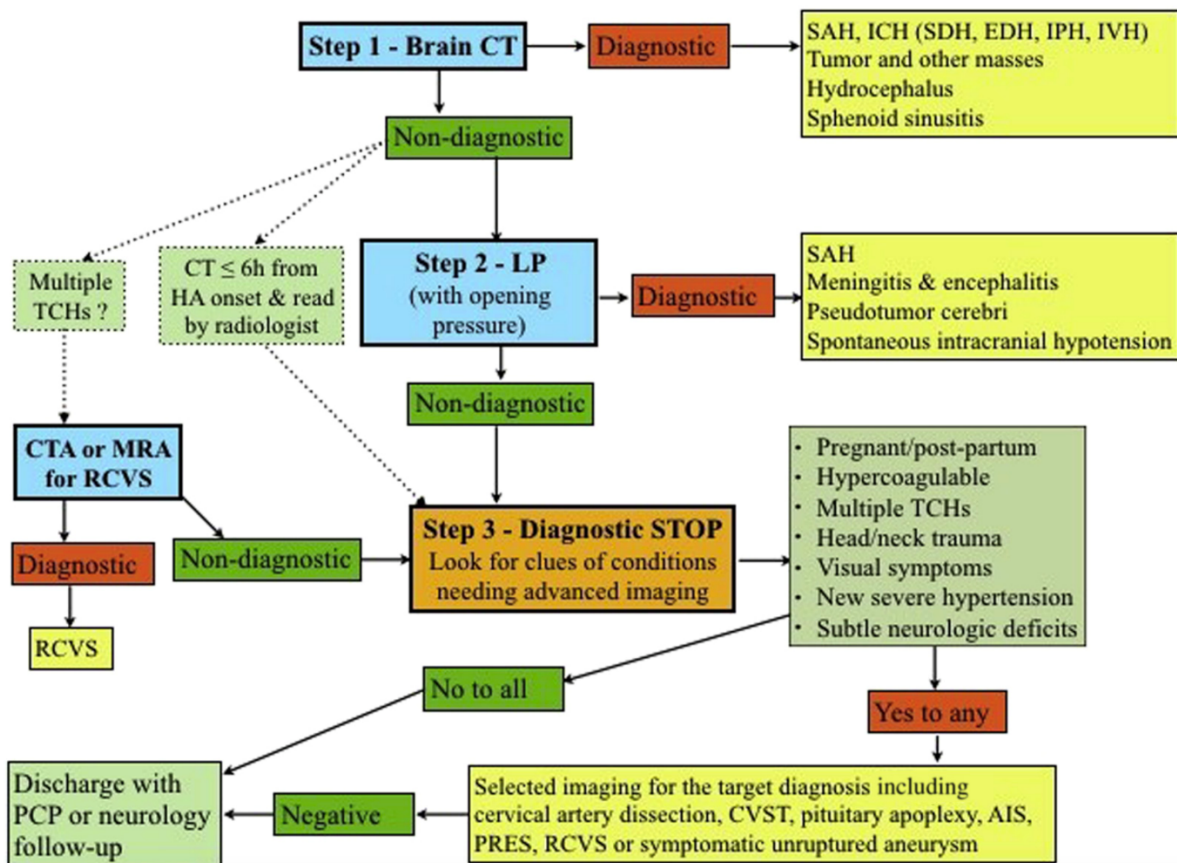 Step 1 - Brain CT
Diagnostic
SAH, ICH (SDH, EDH, IPH, IVH)
Tumor and other masses
Hydrocephalus
Sphenoid sinusitis
Non-diagnostic
Multiple
TCHs ?
CT ≤ 6h from
HA onset & read
by radiologist
Step 2 - LP
(with opening
pressure)
Diagnostic
SAH
Meningitis & encephalitis
Pseudotumor cerebri
Spontaneous intracranial hypotension
Non-diagnostic
CTA or MRA
for RCVS
Diagnostic
RCVS
Non-diagnostic
Step 3 - Diagnostic STOP
Look for clues of conditions
needing advanced imaging
· Pregnant/post-partum
· Hypercoagulable
· Multiple TCHs
· Head/neck trauma
· Visual symptoms
· New severe hypertension
· Subtle neurologic deficits
No to all
Yes to any
Discharge with
PCP or neurology
follow-up
Negative
Selected imaging for the target diagnosis including
cervical artery dissection, CVST, pituitary apoplexy, AIS,
PRES, RCVS or symptomatic unruptured aneurysm